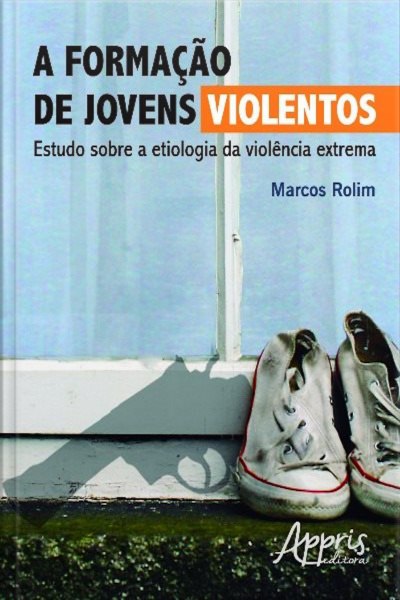 A FORMAÇÃO
DE JOVENS VIOLENTOS
Estudo sobre a etiologia da violência extrema
Marcos Rolim
Appris
editora